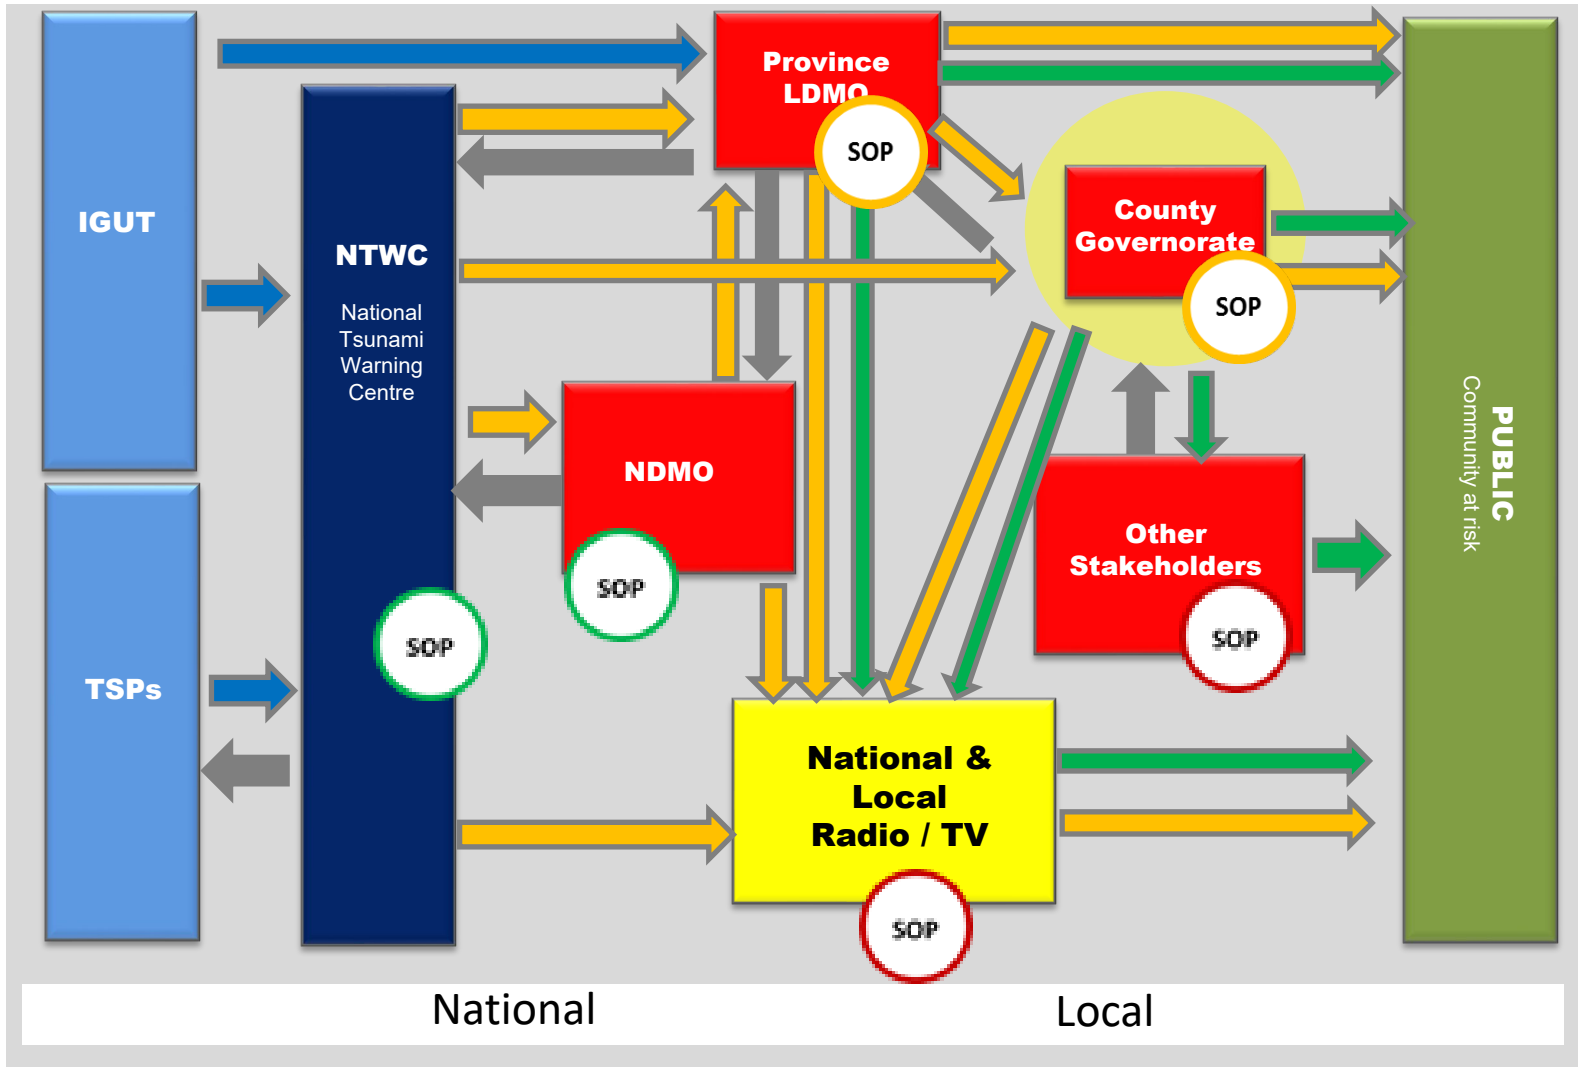 IGUT
TSPs
NTWC
National
Tsunami
Warning
Centre
SOP
Province
LDMO
SOP
NDMO
SOP
County
Governorate
SOP
Other
Stakeholders
SOP
National &
Local
Radio / TV
SOP
PUBLIC
Community at risk
National
Local